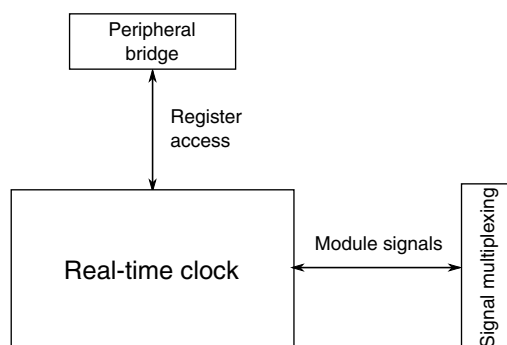 Peripheral
bridge
Register
access
Real-time clock
Module signals
Signal multiplexing